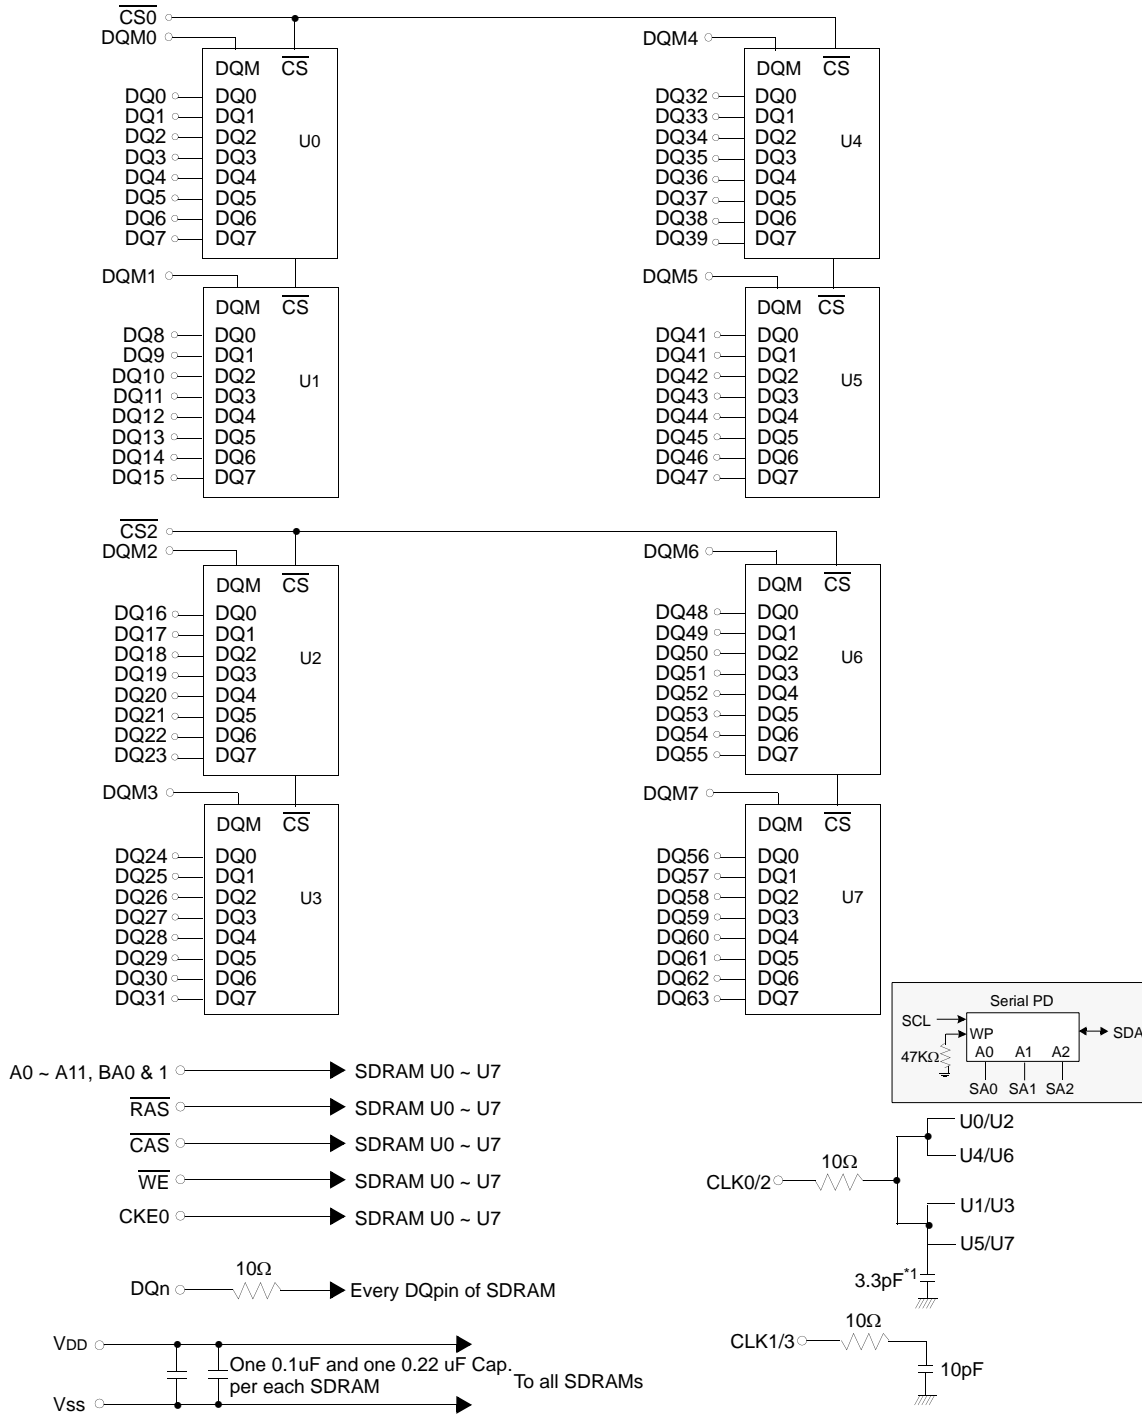 CS0
DQM0
DQM CS
DQ0 DQ0
DQ1 DQ1
DQ2 DQ2
U0
DQ3 DQ3
DQ4 DQ4
DQ5 DQ5
DQ6 DQ6
DQ7 DQ7
DQM4
DQM CS
DQ32 DQ0
DQ33 DQ1
DQ34 DQ2
U4
DQ35 DQ3
DQ36 DQ4
DQ37 DQ5
DQ38 DQ6
DQ39 DQ7
DQM1
DQM CS
DQ8 DQ0
DQ9 DQ1
DQ10 DQ2
U1
DQ11 DQ3
DQ12 DQ4
DQ13 DQ5
DQ14 DQ6
DQ15 DQ7
DQM5
DQM CS
DQ41 DQ0
DQ41 DQ1
DQ42 DQ2
U5
DQ43 DQ3
DQ44 DQ4
DQ45 DQ5
DQ46 DQ6
DQ47 DQ7
CS2
DQM2
DQM CS
DQ16 DQ0
DQ17 DQ1
DQ18 DQ2
U2
DQ19 DQ3
DQ20 DQ4
DQ21 DQ5
DQ22 DQ6
DQ23 DQ7
DQM6
DQM CS
DQ48 DQ0
DQ49 DQ1
DQ50 DQ2
U6
DQ51 DQ3
DQ52 DQ4
DQ53 DQ5
DQ54 DQ6
DQ55 DQ7
DQM3
DQM CS
DQ24 DQ0
DQ25 DQ1
DQ26 DQ2
U3
DQ27 DQ3
DQ28 DQ4
DQ29 DQ5
DQ30 DQ6
DQ31 DQ7
DQM7
DQM CS
DQ56 DQ0
DQ57 DQ1
DQ58 DQ2
U7
DQ59 DQ3
DQ60 DQ4
DQ61 DQ5
DQ62 DQ6
DQ63 DQ7
Serial PD
SCL
WP
SDA
47KΩ
A0 A1 A2
SA0 SA1 SA2
A0 ~ A11, BA0 & 1 SDRAM U0 ~ U7
RAS SDRAM U0 ~ U7
CAS SDRAM U0 ~ U7
WE SDRAM U0 ~ U7
CKE0 SDRAM U0 ~ U7
10Ω
DQn Every DQpin of SDRAM
VDD
One 0.1uF and one 0.22 uF Cap.
per each SDRAM
To all SDRAMs
Vss
U0/U2
U4/U6
10Ω
CLK0/2
U1/U3
U5/U7
3.3pF*1
10Ω
CLK1/3
10pF